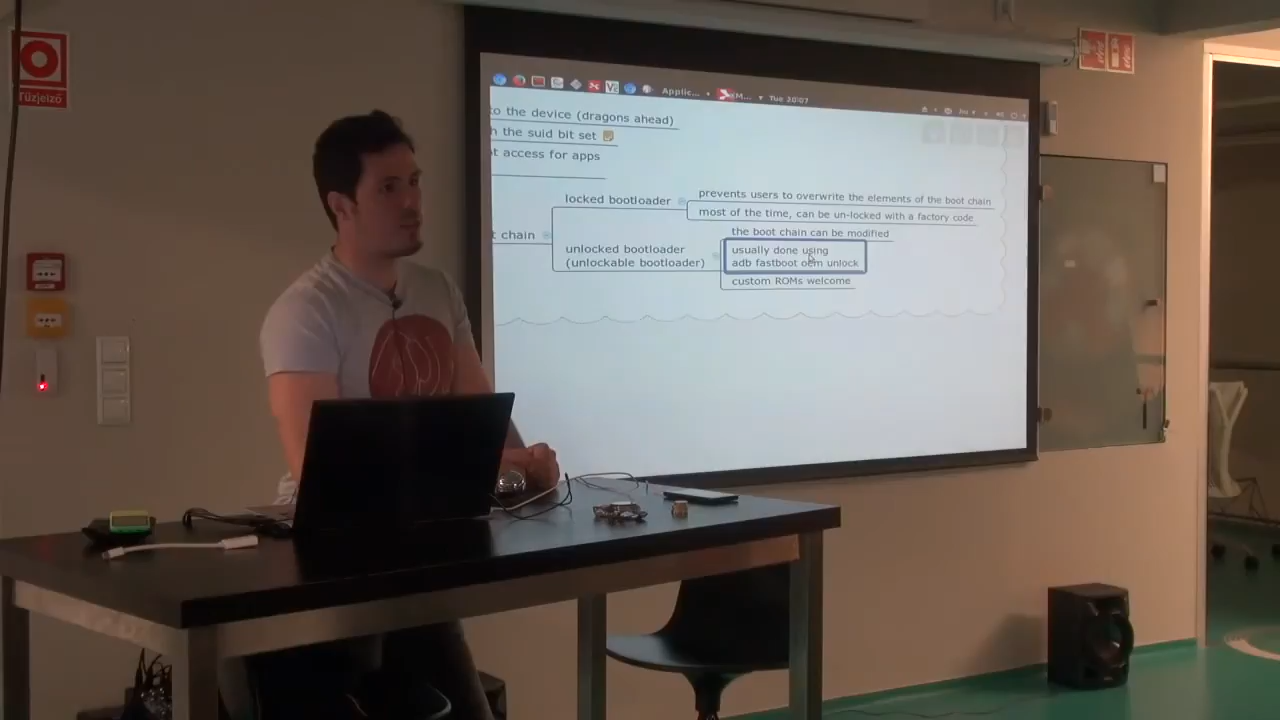 Tűzjelző
Applic...
M...
Tue 20:07
to the device (dragons ahead)
h the suid bit set
t access for apps
t chain
locked bootloader
prevents users to overwrite the elements of the boot chain
most of the time, can be un-locked with a factory code
unlocked bootloader
(unlockable bootloader)
the boot chain can be modified
usually done using
adb fastboot oem unlock
custom ROMs welcome